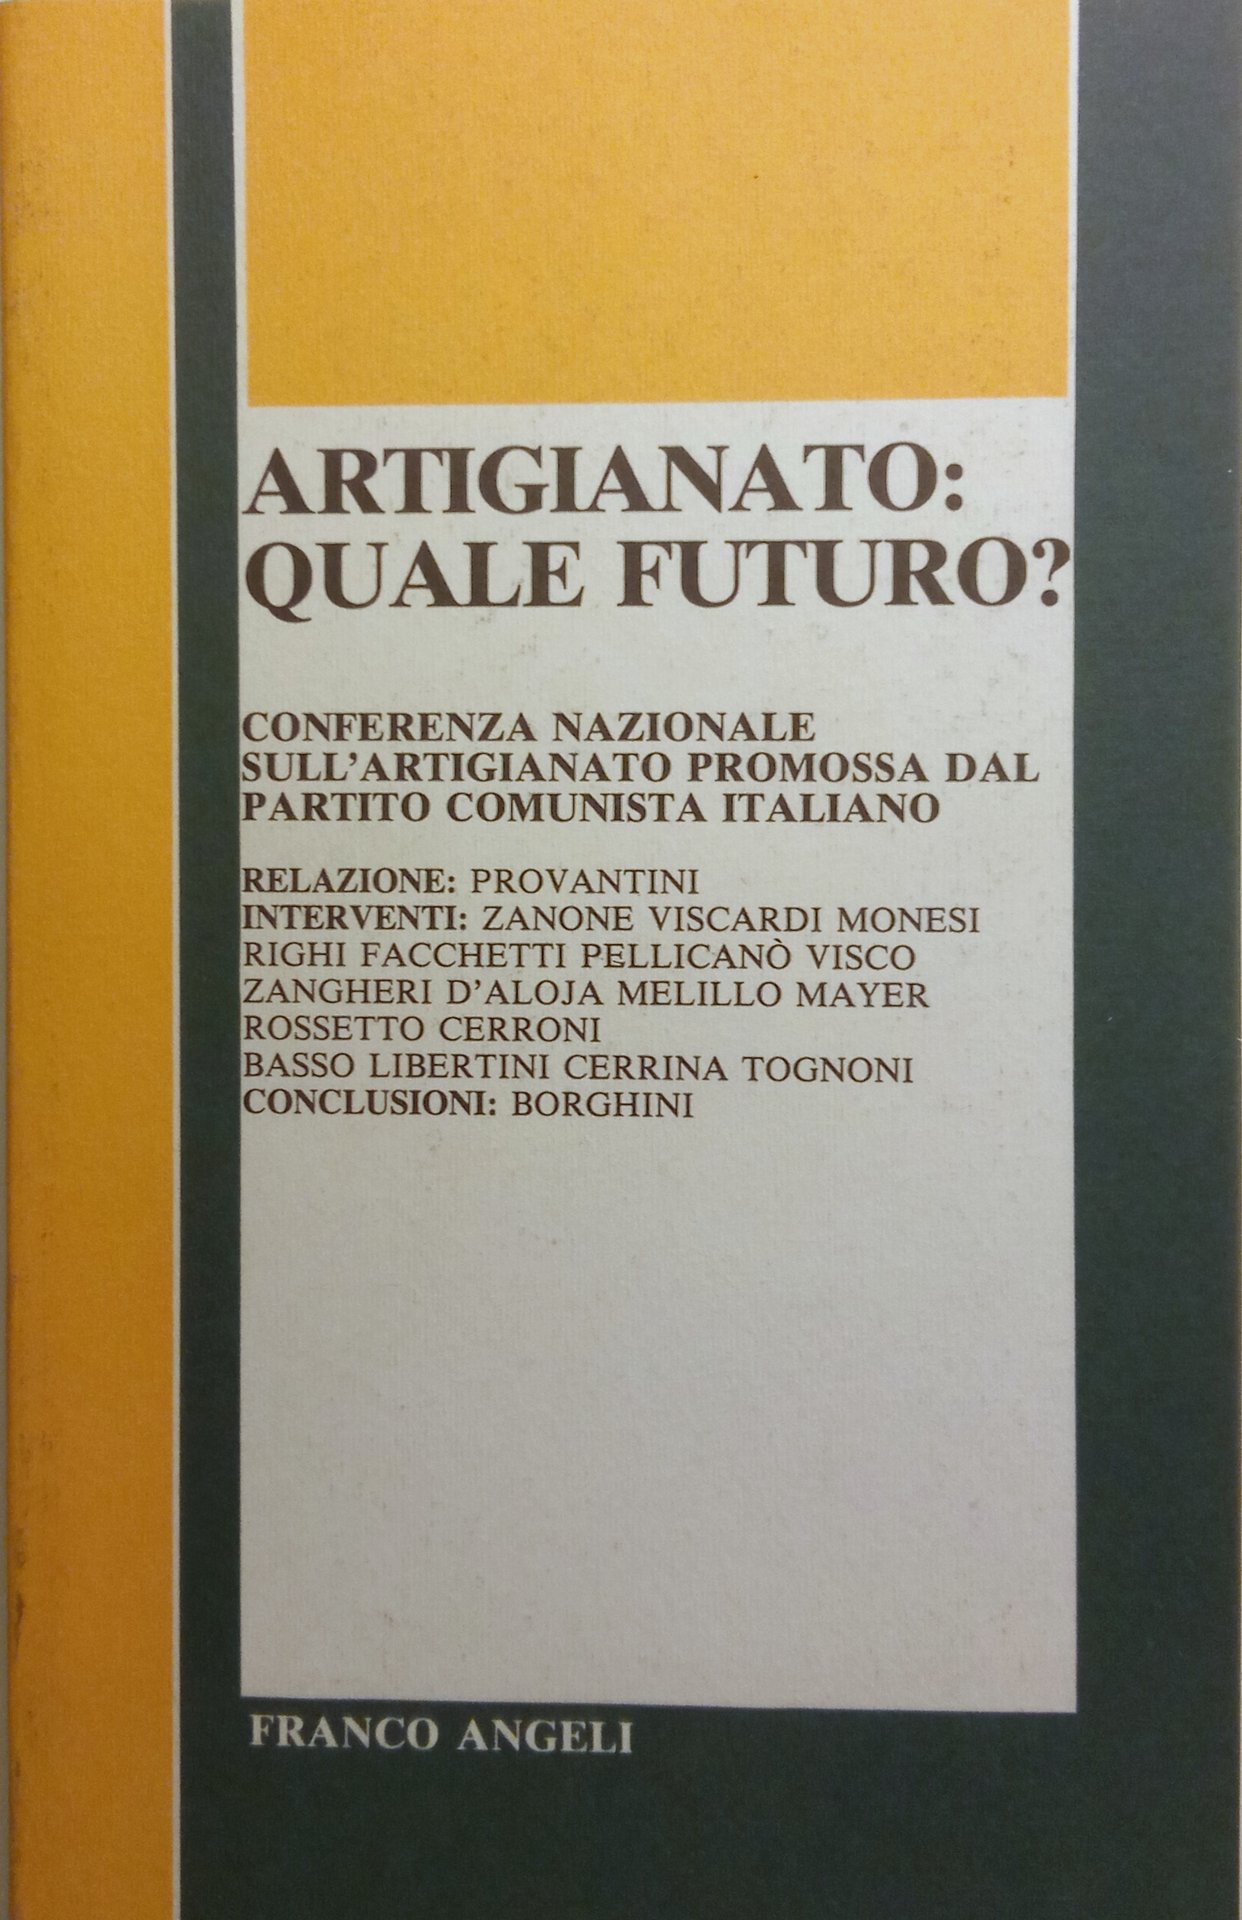 ARTIGIANATO:
QUALE FUTURO?
CONFERENZA NAZIONALE
SULL'ARTIGIANATO PROMOSSA DAL
PARTITO COMUNISTA ITALIANO
RELAZIONE: PROVANTINI
INTERVENTI: ZANONE VISCARDI MONESI
RIGHI FACCHETTI PELLICANÒ VISCO
ZANGHERI D'ALOJA MELILLO MAYER
ROSSETTO CERRONI
BASSO LIBERTINI CERRINA TOGNONI
CONCLUSIONI: BORGHINI
FRANCO ANGELI